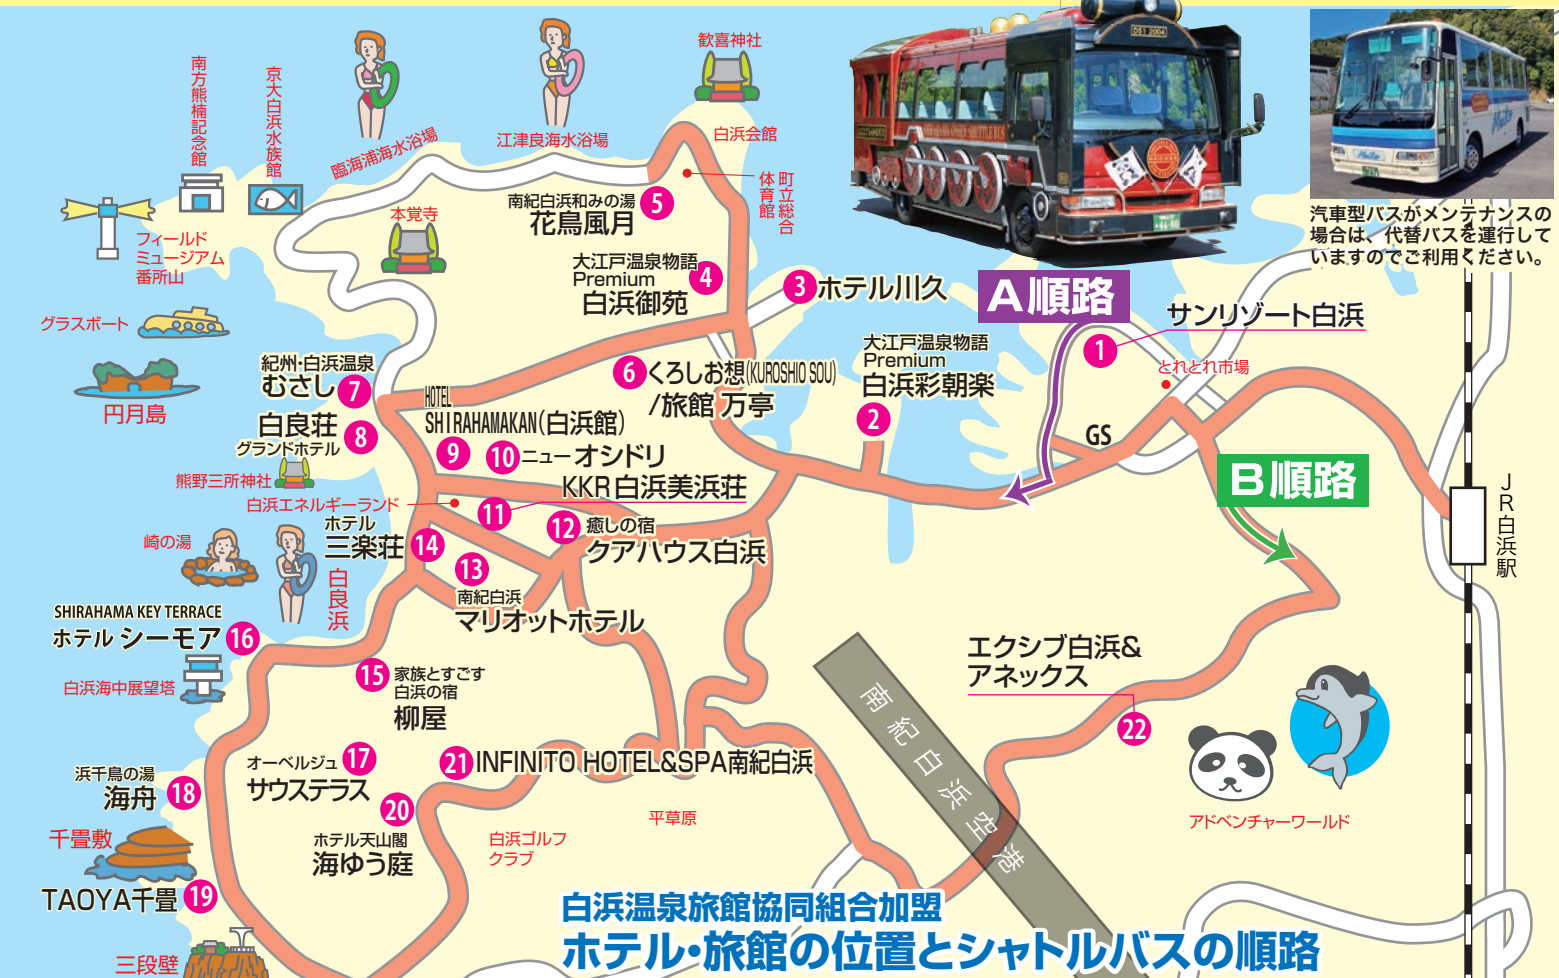 歓喜神社
南方熊楠記念館
京大白浜水族館
臨海浦海水浴場
江津良海水浴場
白浜会館
町立総合
体育館
DS1 2004
汽車型バスがメンテナンスの
場合は、代替バスを運行して
いますのでご利用ください。
フィールド
ミュージアム
番所山
本覚寺
南紀白浜和みの湯
花鳥風月
5
大江戸温泉物語
Premium
白浜御苑
4
3
ホテル川久
A順路
サンリゾート白浜
1
とれとれ市場
グラスボート
円月島
紀州・白浜温泉
むさし
7
白良荘
グランドホテル
8
HOTEL
SHIRAHAMAKAN(白浜館)
9
6
くろしお想(KUROSHIO SOU)
/旅館 万亭
大江戸温泉物語
Premium
白浜彩朝楽
2
GS
B順路
JR白浜駅
10
ニューオシドリ
KKR白浜美浜荘
11
熊野三所神社
白浜エネルギーランド
ホテル
三楽荘
14
12
癒しの宿
クアハウス白浜
13
南紀白浜
マリオットホテル
崎の湯
白良浜
SHIRAHAMA KEY TERRACE
ホテル シーモア
16
白浜海中展望塔
15
家族とすごす
白浜の宿
柳屋
エクシブ白浜&
アネックス
22
南紀白浜空港
オーベルジュ
サウステラス
17
21
INFINITO HOTEL&SPA南紀白浜
浜千鳥の湯
海舟
18
20
ホテル天山閣
海ゆう庭
白浜ゴルフ
クラブ
平草原
アドベンチャーワールド
千畳敷
TAOYA千畳
19
三段壁
白浜温泉旅館協同組合加盟
ホテル・旅館の位置とシャトルバスの順路